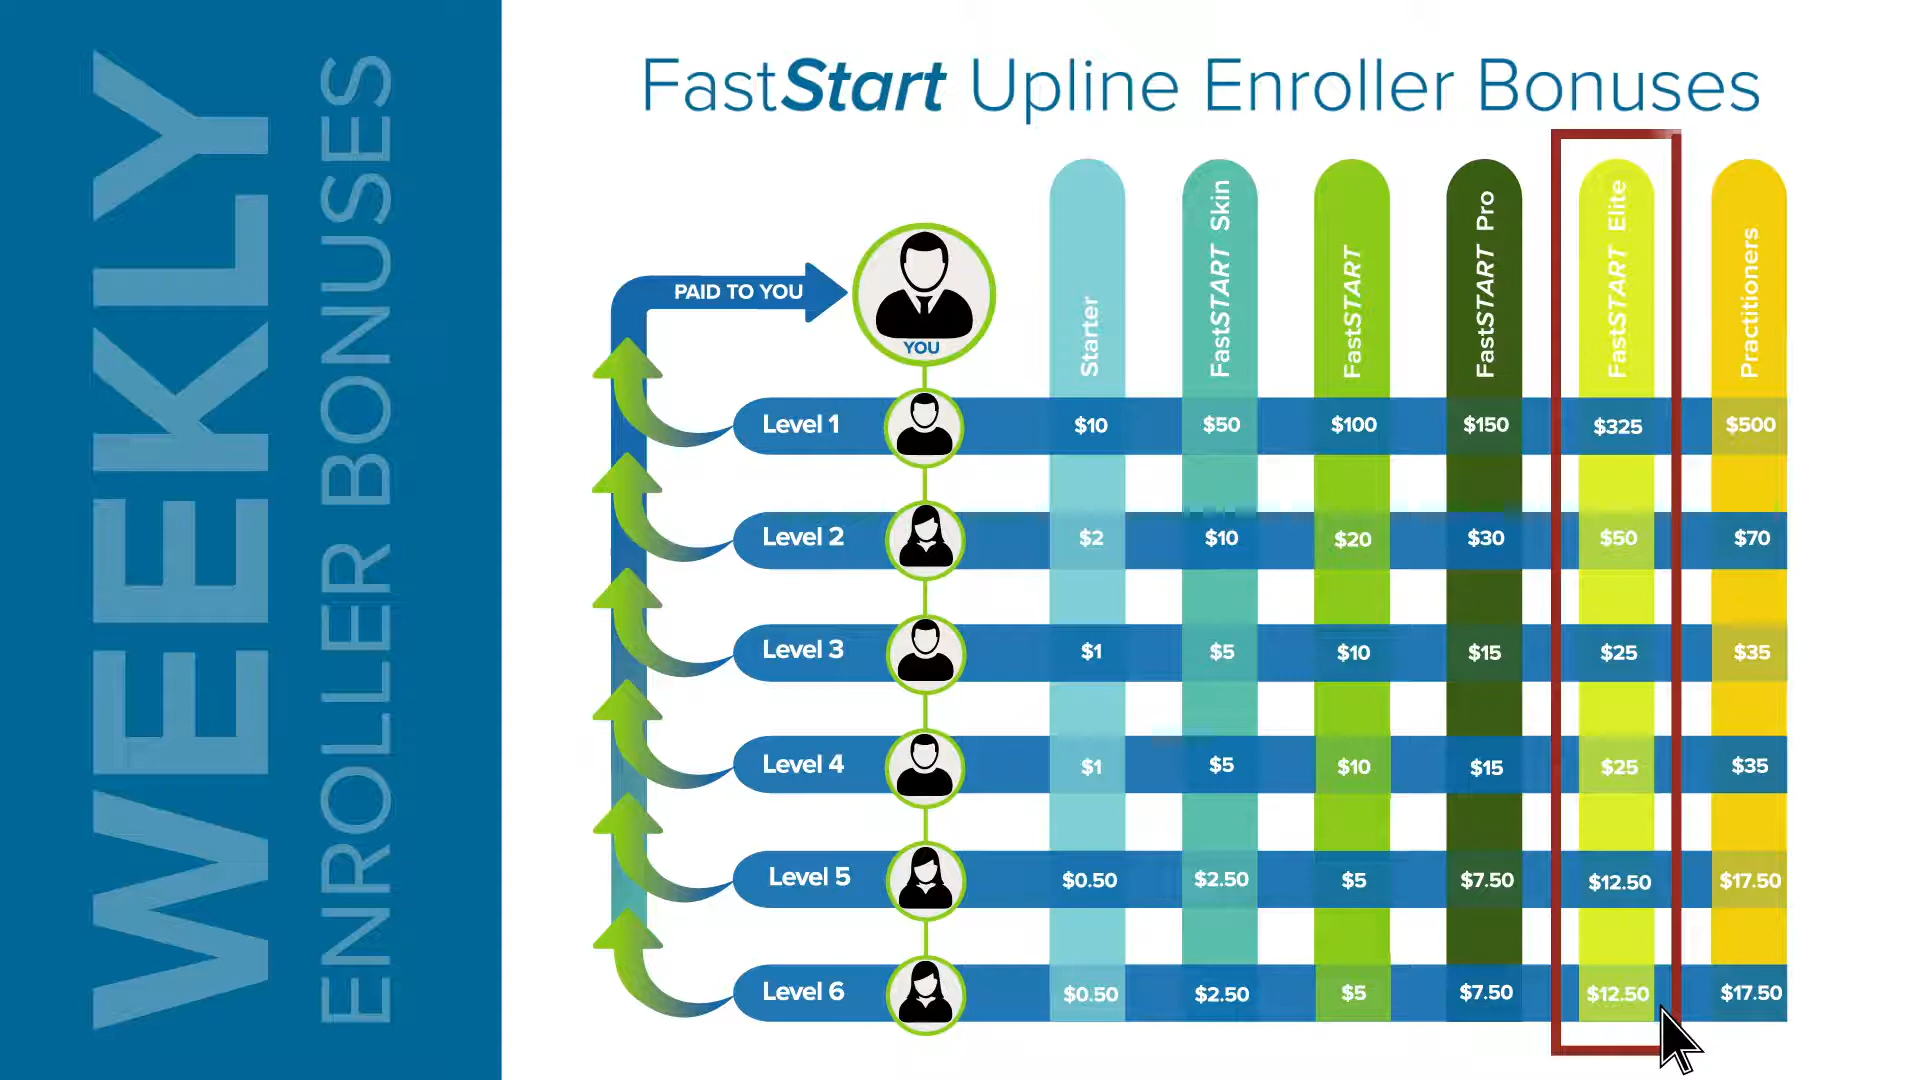 WEEKLY
ENROLLER BONUSES
FastStart Upline Enroller Bonuses
Starter
FastSTART Skin
FastSTART
FastSTART Pro
FastSTART Elite
Practitioners
PAID TO YOU
YOU
Level 1 $10 $50 $100 $150 $325 $500
Level 2 $2 $10 $20 $30 $50 $70
Level 3 $1 $5 $10 $15 $25 $35
Level 4 $1 $5 $10 $15 $25 $35
Level 5 $0.50 $2.50 $5 $7.50 $12.50 $17.50
Level 6 $0.50 $2.50 $5 $7.50 $12.50 $17.50